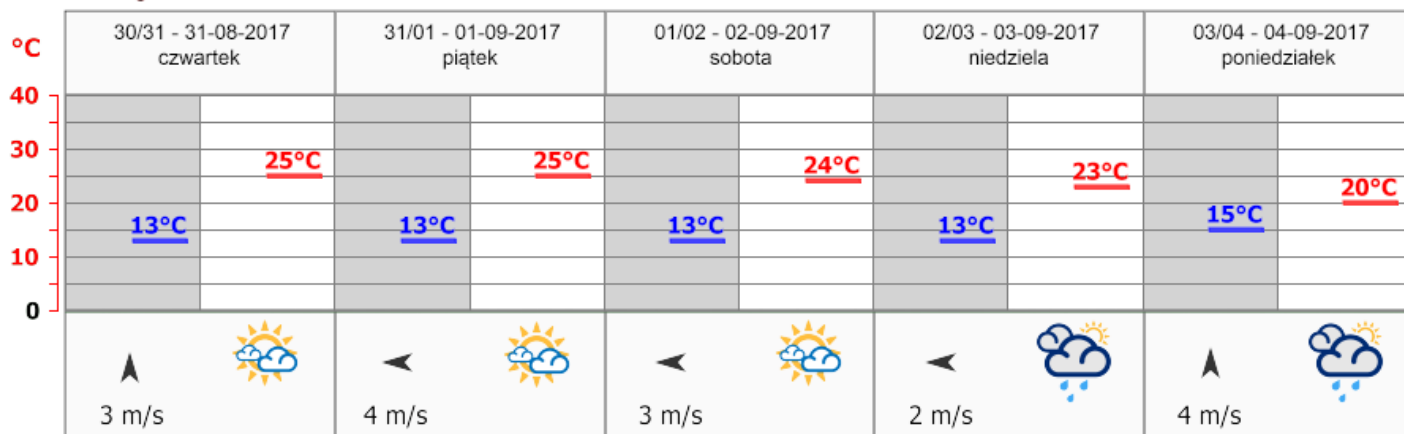 30/31 - 31-08-2017
czwartek
31/01 - 01-09-2017
piątek
01/02 - 02-09-2017
sobota
02/03 - 03-09-2017
niedziela
03/04 - 04-09-2017
poniedziałek
°C
40
30
20
10
0
13°C
25°C
13°C
25°C
13°C
24°C
13°C
23°C
15°C
20°C
3 m/s
4 m/s
3 m/s
2 m/s
4 m/s